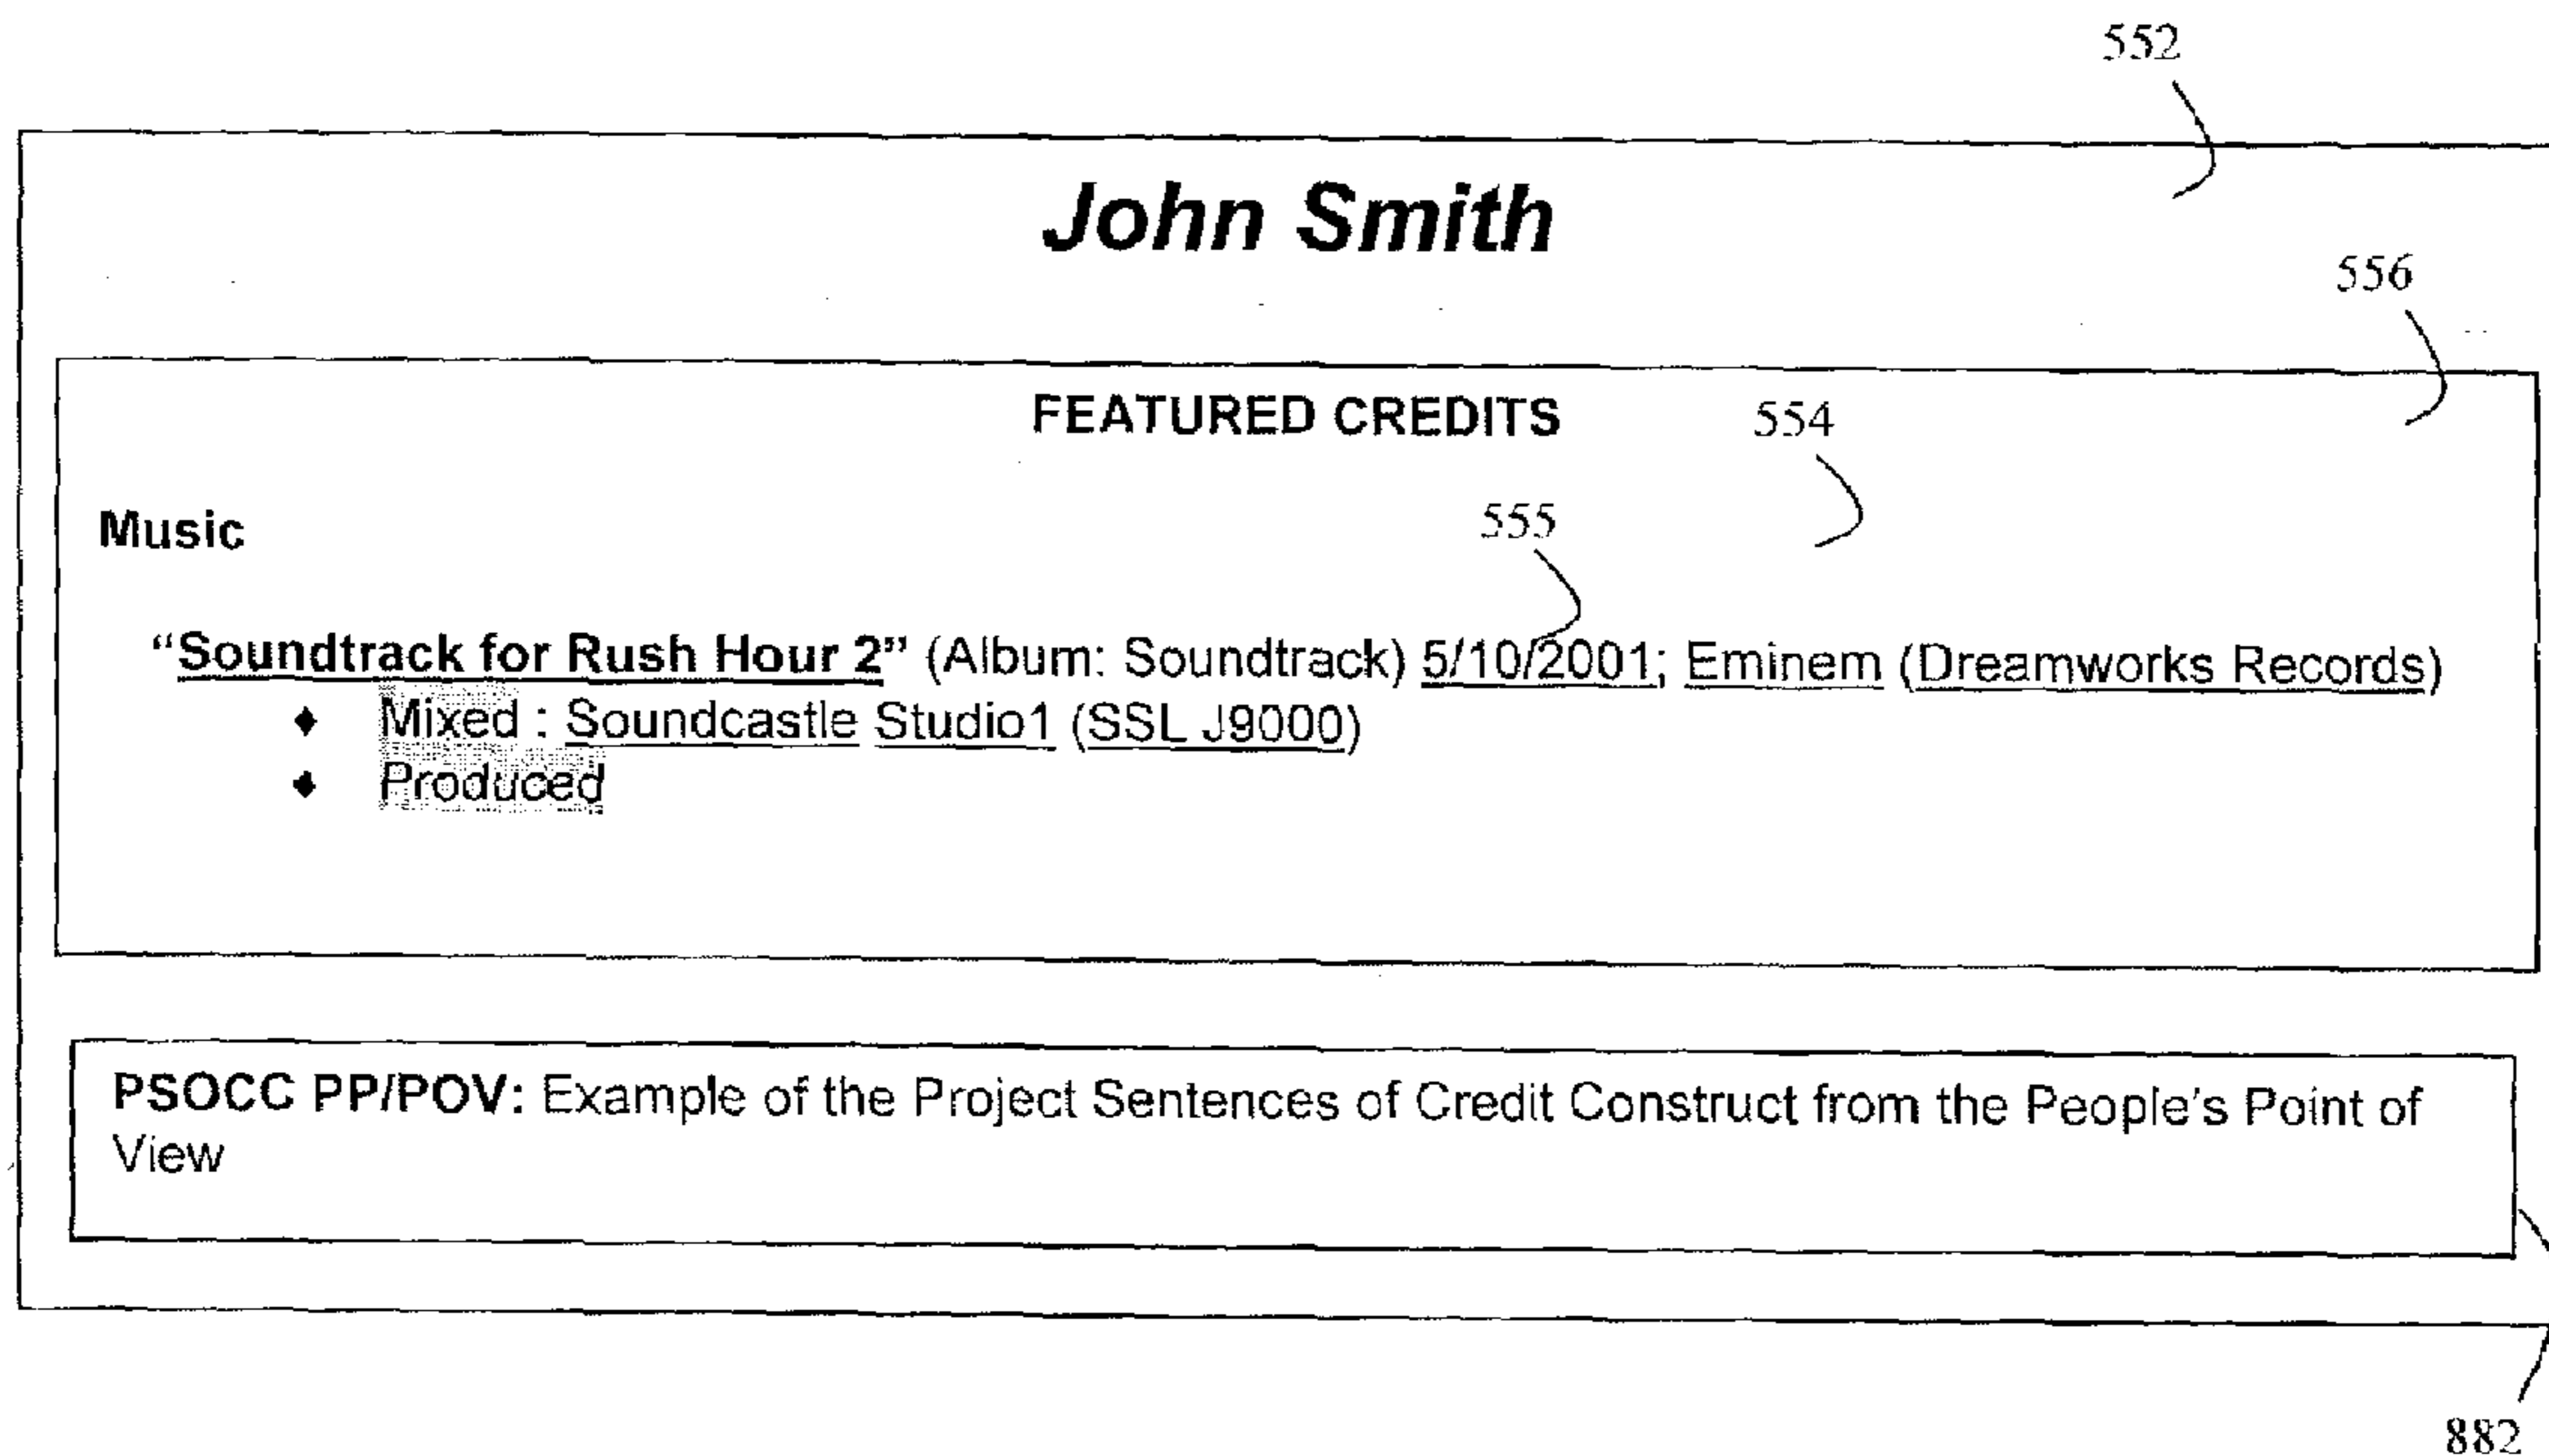 552
John Smith
556
FEATURED CREDITS
554
Music
555
“Soundtrack for Rush Hour 2” (Album: Soundtrack) 5/10/2001; Eminem (Dreamworks Records)
♦ Mixed : Soundcastle Studio1 (SSL J9000)
♦ Produced
PSOCC PP/POV: Example of the Project Sentences of Credit Construct from the People's Point of
View
882